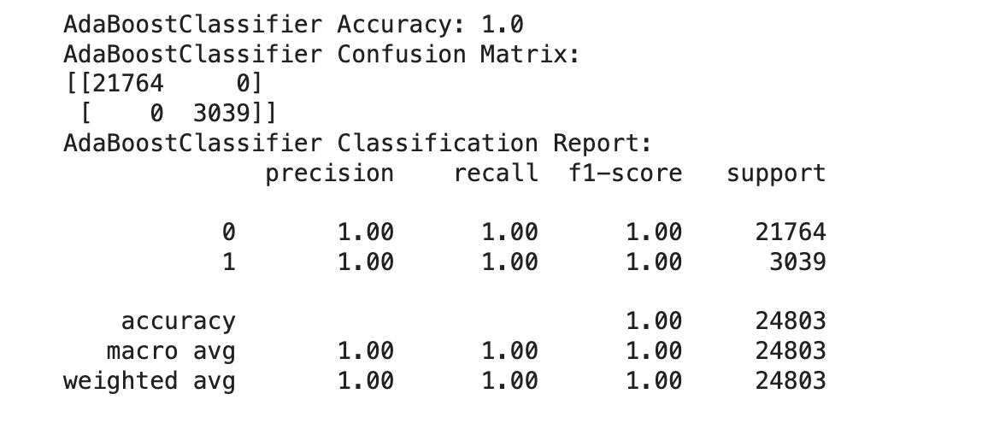 AdaBoostClassifier Accuracy: 1.0
AdaBoostClassifier Confusion Matrix:
[[21764     0]
 [    0  3039]]
AdaBoostClassifier Classification Report:
              precision    recall  f1-score   support

           0       1.00      1.00      1.00     21764
           1       1.00      1.00      1.00      3039

    accuracy                           1.00     24803
   macro avg       1.00      1.00      1.00     24803
weighted avg       1.00      1.00      1.00     24803